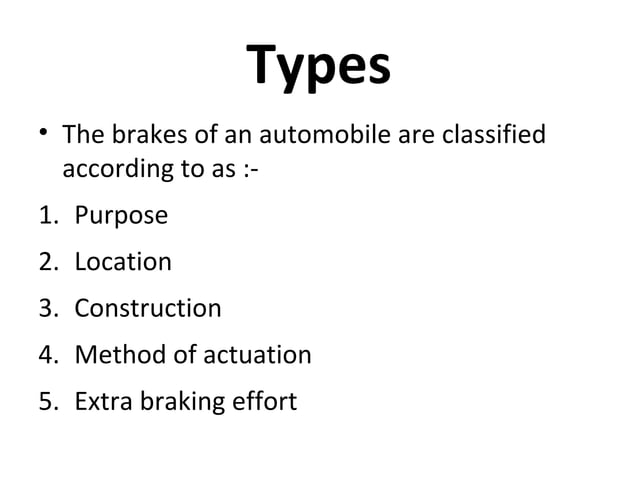 Types
• The brakes of an automobile are classified
according to as :-
1. Purpose
2. Location
3. Construction
4. Method of actuation
5. Extra braking effort